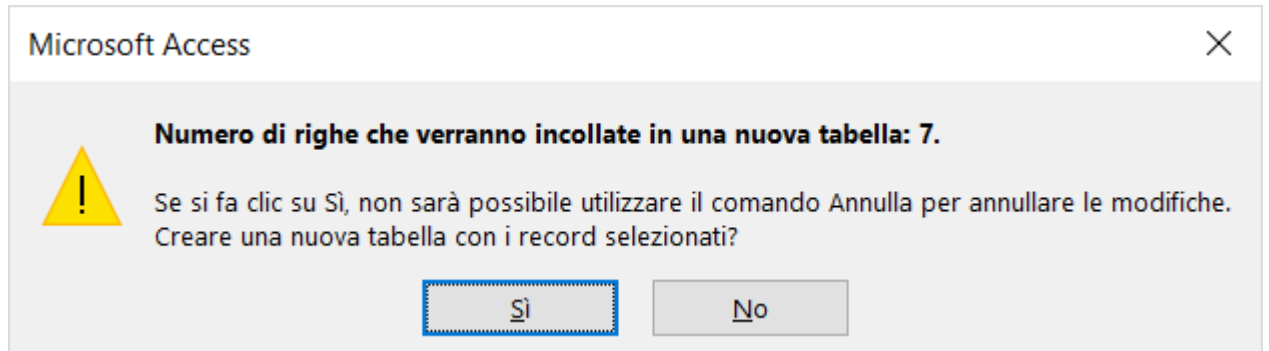 Microsoft Access
Numero di righe che verranno incollate in una nuova tabella: 7.
Se si fa clic su Sì, non sarà possibile utilizzare il comando Annulla per annullare le modifiche.
Creare una nuova tabella con i record selezionati?
Sì No